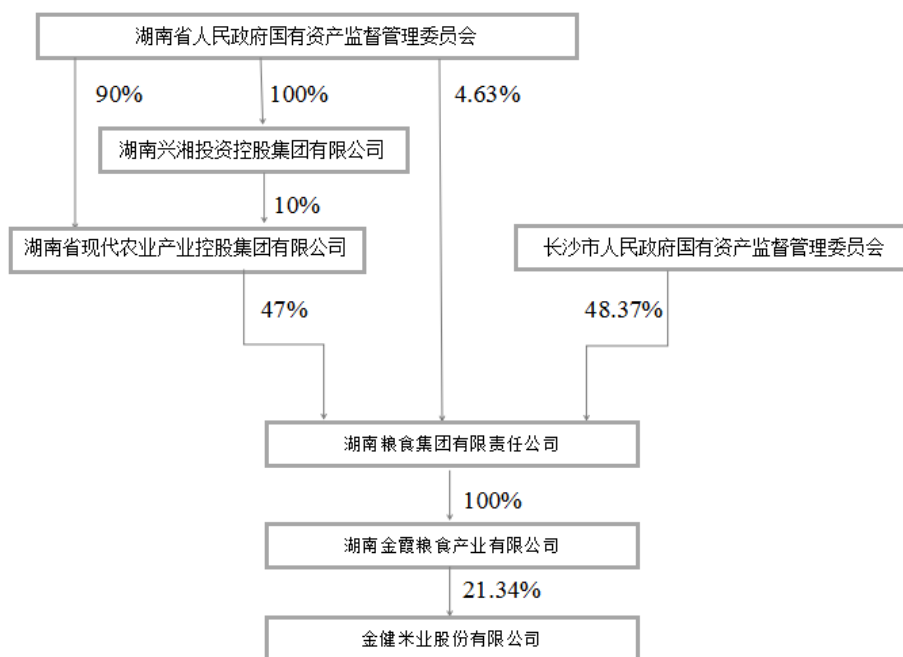 湖南省人民政府国有资产监督管理委员会
90%
100%
4.63%
湖南兴湘投资控股集团有限公司
10%
湖南省现代农业产业控股集团有限公司
长沙市人民政府国有资产监督管理委员会
47%
48.37%
湖南粮食集团有限责任公司
100%
湖南金霞粮食产业有限公司
21.34%
金健米业股份有限公司